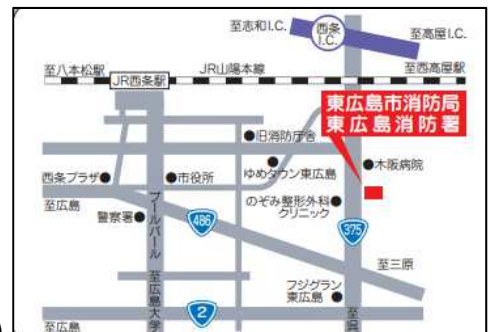 至志和I.C.
西条
I.C.
至高屋I.C.
至八本松駅
JR西条駅
JR山陽本線
至西高屋駅
東広島市消防局
東広島消防署
旧消防庁舎
木阪病院
西条プラザ
市役所
ゆめタウン東広島
至広島
のぞみ整形外科
クリニック
警察署
ブールバール
486
375
至三原
フジグラン
東広島
至広島大学
2
至呉
至広島